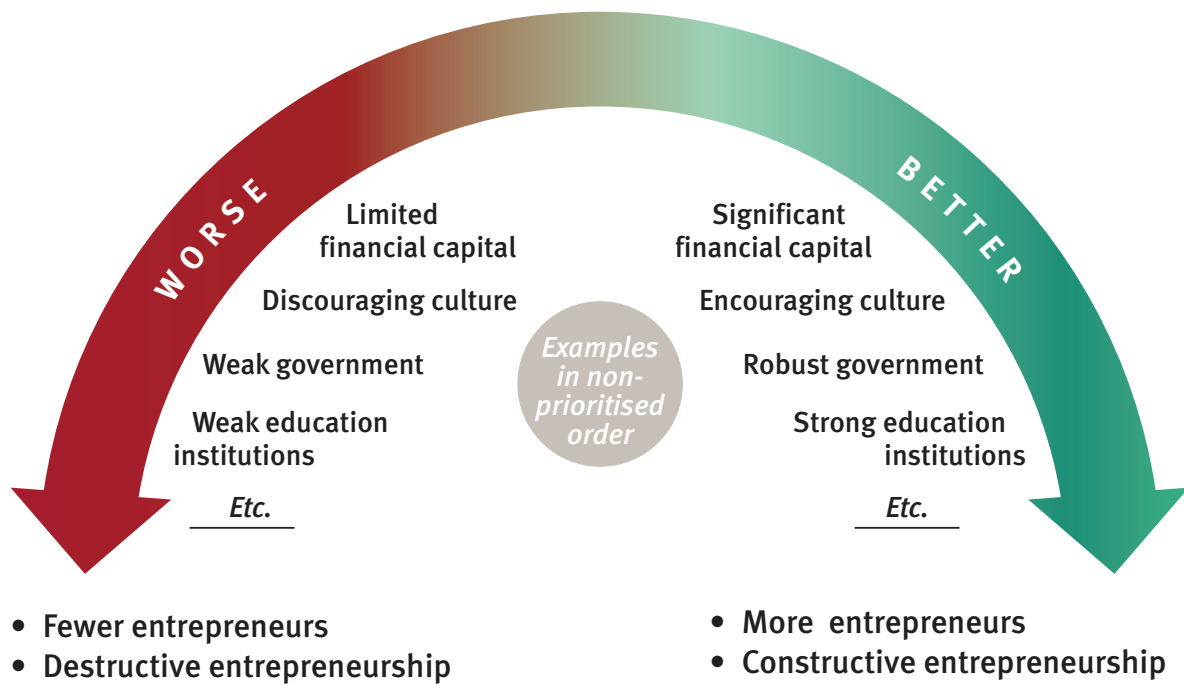 WORSE
BETTER
Limited
financial capital
Discouraging culture
Weak government
Weak education
institutions
Etc.
Examples
in non-
prioritised
order
Significant
financial capital
Encouraging culture
Robust government
Strong education
institutions
Etc.
• Fewer entrepreneurs
• Destructive entrepreneurship
• More entrepreneurs
• Constructive entrepreneurship